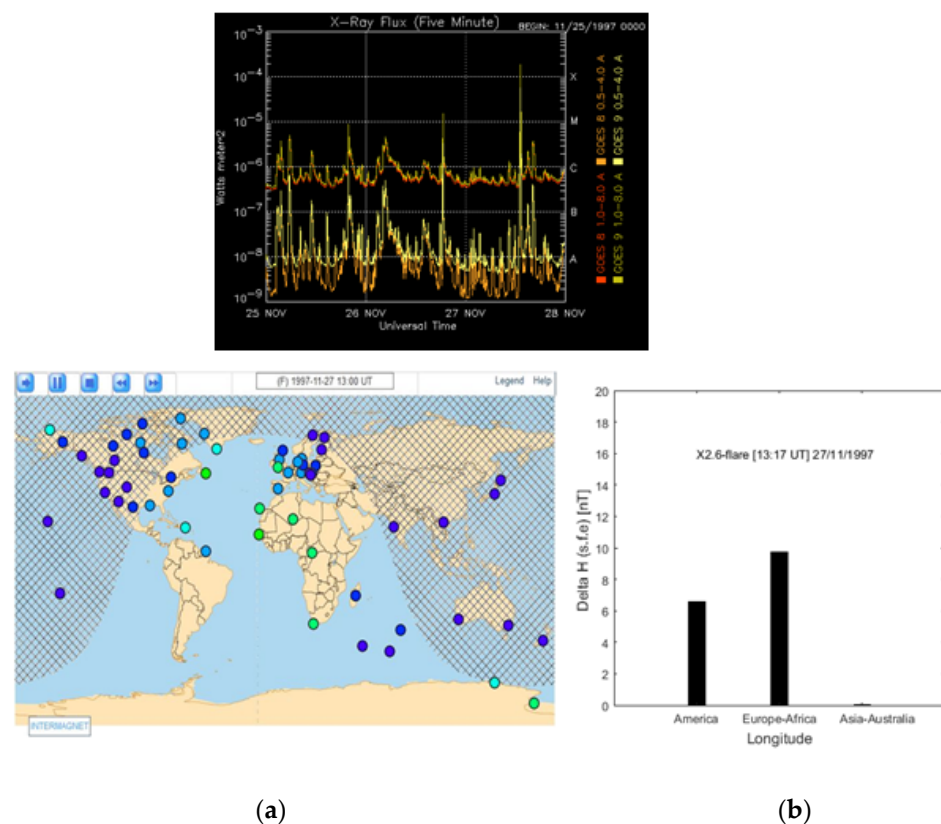 X-Ray Flux (Five Minute)
BEGIN: 11/25/1997 0000
10^-3
10^-4
10^-5
10^-6
10^-7
10^-8
10^-9
Watts meter^2
X
M
C
B
A
25 NOV
26 NOV
27 NOV
28 NOV
Universal Time
GOES 8 1.0-8.0 A
GOES 8 0.5-4.0 A
GOES 9 1.0-8.0 A
GOES 9 0.5-4.0 A
(F) 1997-11-27 13:00 UT
Legend Help
INTERMAGNET
20
18
16
14
12
10
8
6
4
2
0
Delta H (s.f.e) [nT]
X2.6-flare [13:17 UT] 27/11/1997
America Europe-Africa Asia-Australia
Longitude
(a) (b)